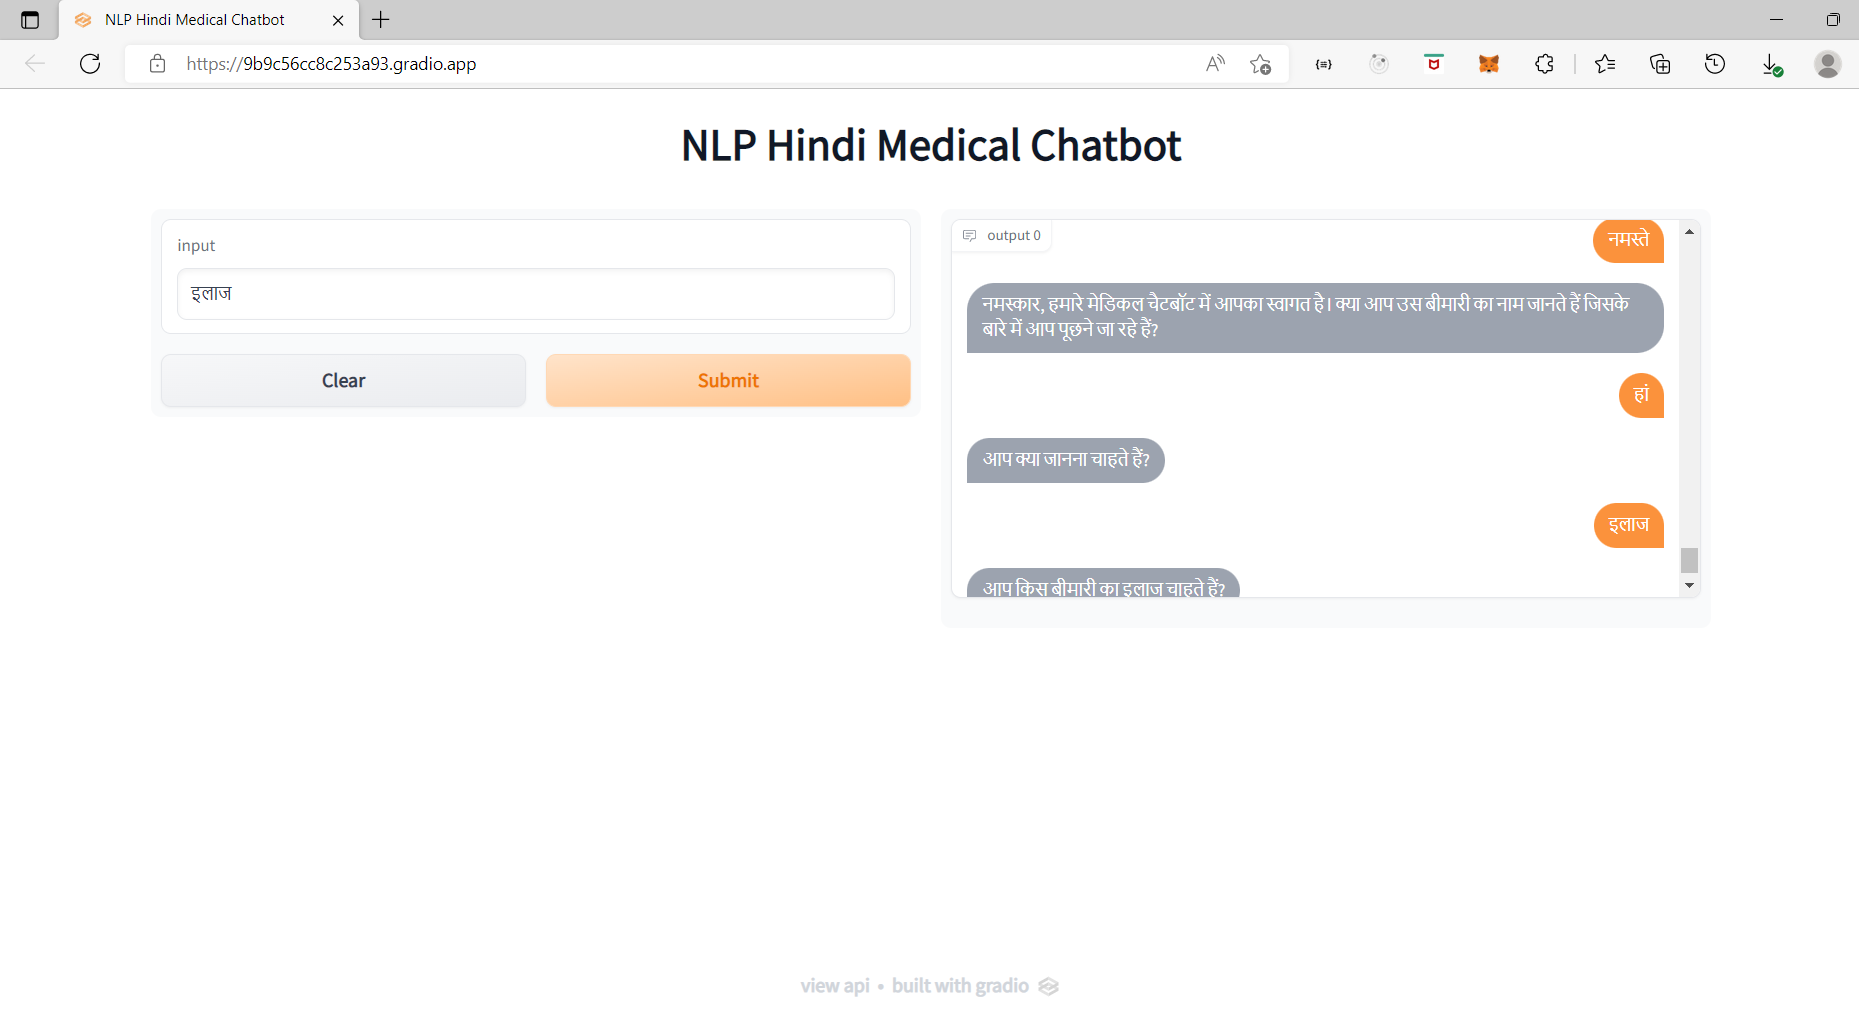 NLP Hindi Medical Chatbot
https://9b9c56cc8c253a93.gradio.app
NLP Hindi Medical Chatbot
input
इलाज
Clear
Submit
output 0
नमस्ते
नमस्कार, हमारे मेडिकल चैटबॉट में आपका स्वागत है। क्या आप उस बीमारी का नाम जानते हैं जिसके
बारे में आप पूछने जा रहे हैं?
हां
आप क्या जानना चाहते हैं?
इलाज
आप किस बीमारी का इलाज चाहते हैं?
view api • built with gradio